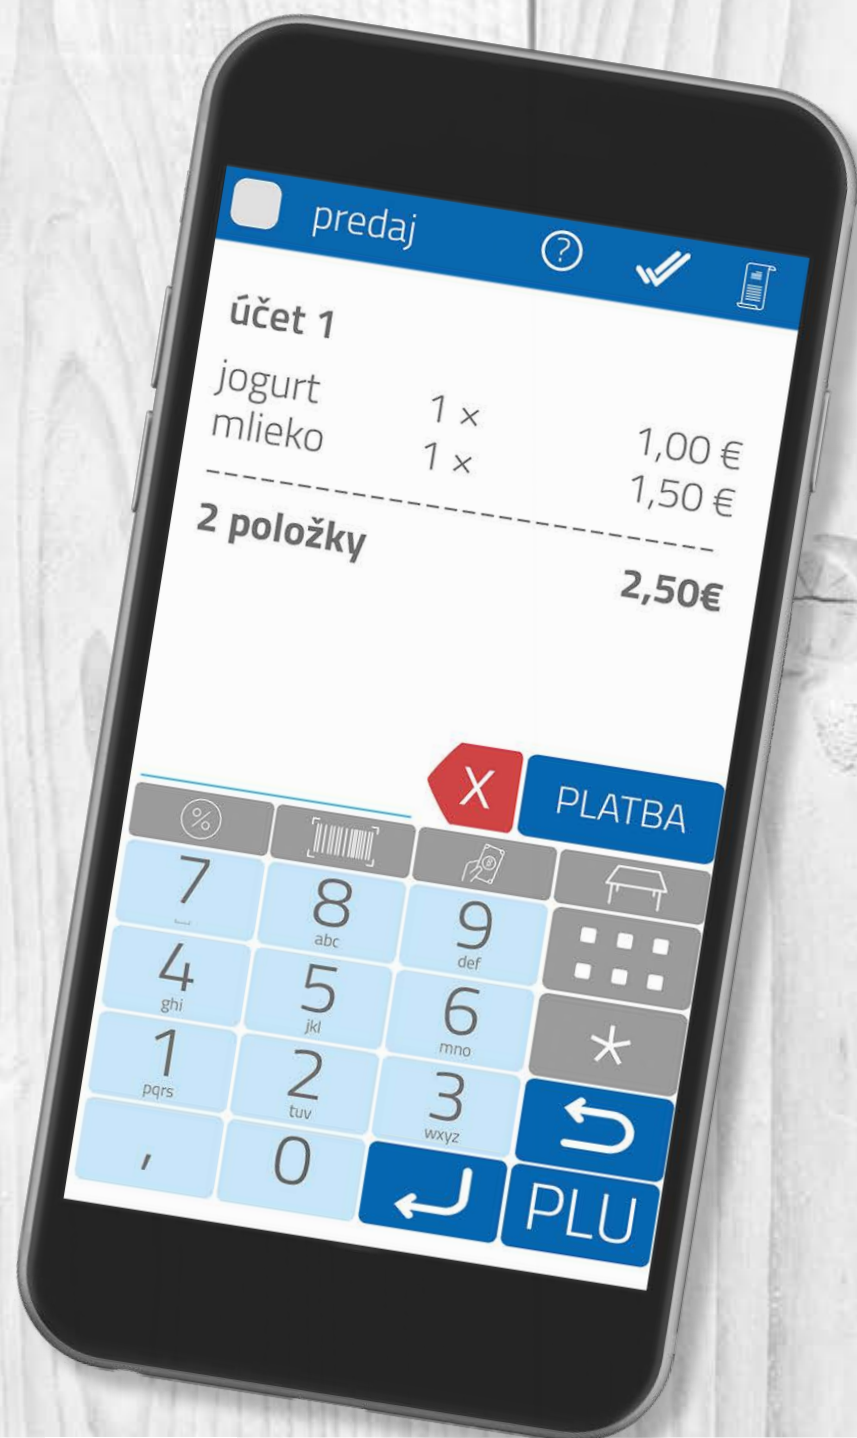 predaj
účet 1
jogurt 1 × 1,00 €
mlieko 1 × 1,50 €
2 položky 2,50€
X PLATBA
%
7 8 abc 9 def
4 ghi 5 jkl 6 mno *
1 pqrs 2 tuv 3 wxyz
, 0 PLU